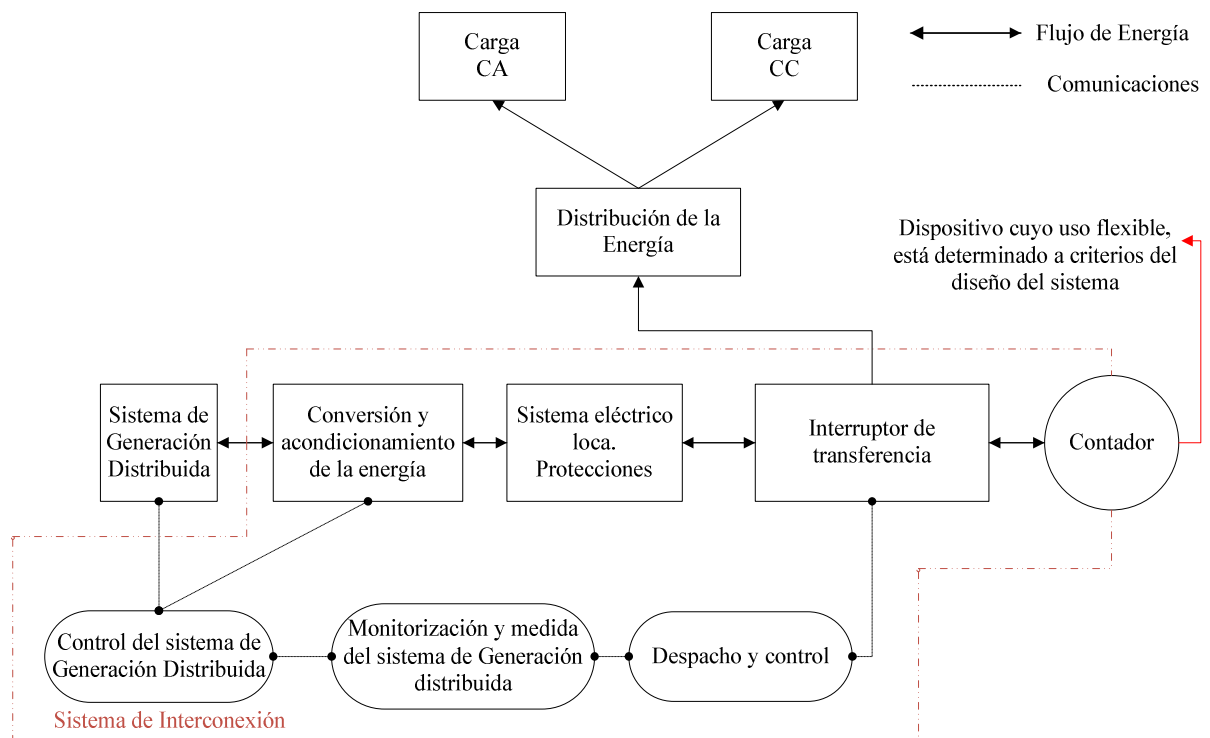 Carga
CA
Carga
CC
Flujo de Energía
Comunicaciones
Distribución de la
Energía
Dispositivo cuyo uso flexible,
está determinado a criterios del
diseño del sistema
Sistema de
Generación
Distribuida
Conversión y
acondicionamiento
de la energía
Sistema eléctrico
loca.
Protecciones
Interruptor de
transferencia
Contador
Control del sistema de
Generación Distribuida
Monitorización y medida
del sistema de Generación
distribuida
Despacho y control
Sistema de Interconexión